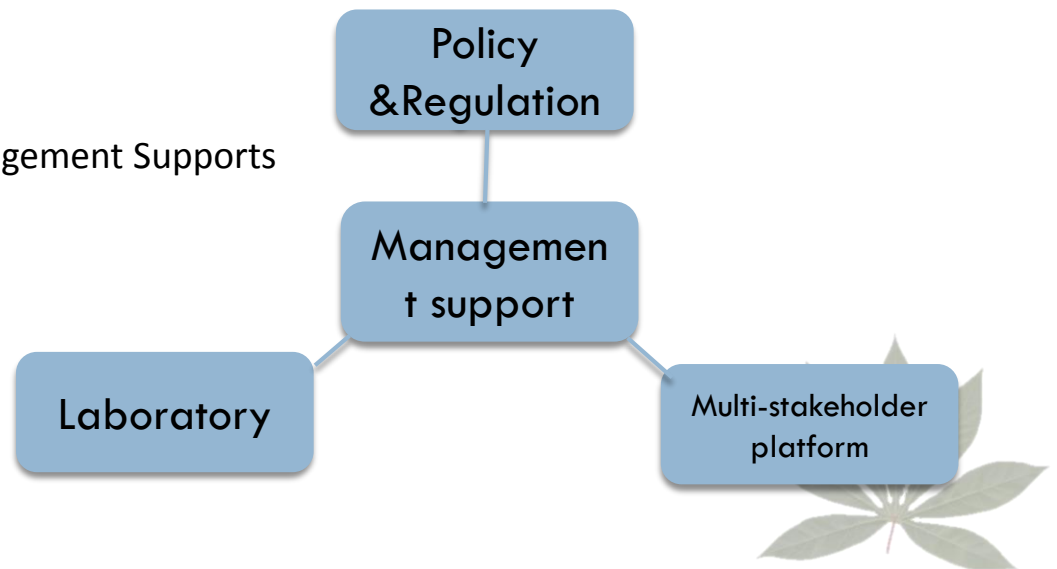 Policy
&Regulation
gement Supports
Managemen
t support
Laboratory
Multi-stakeholder
platform